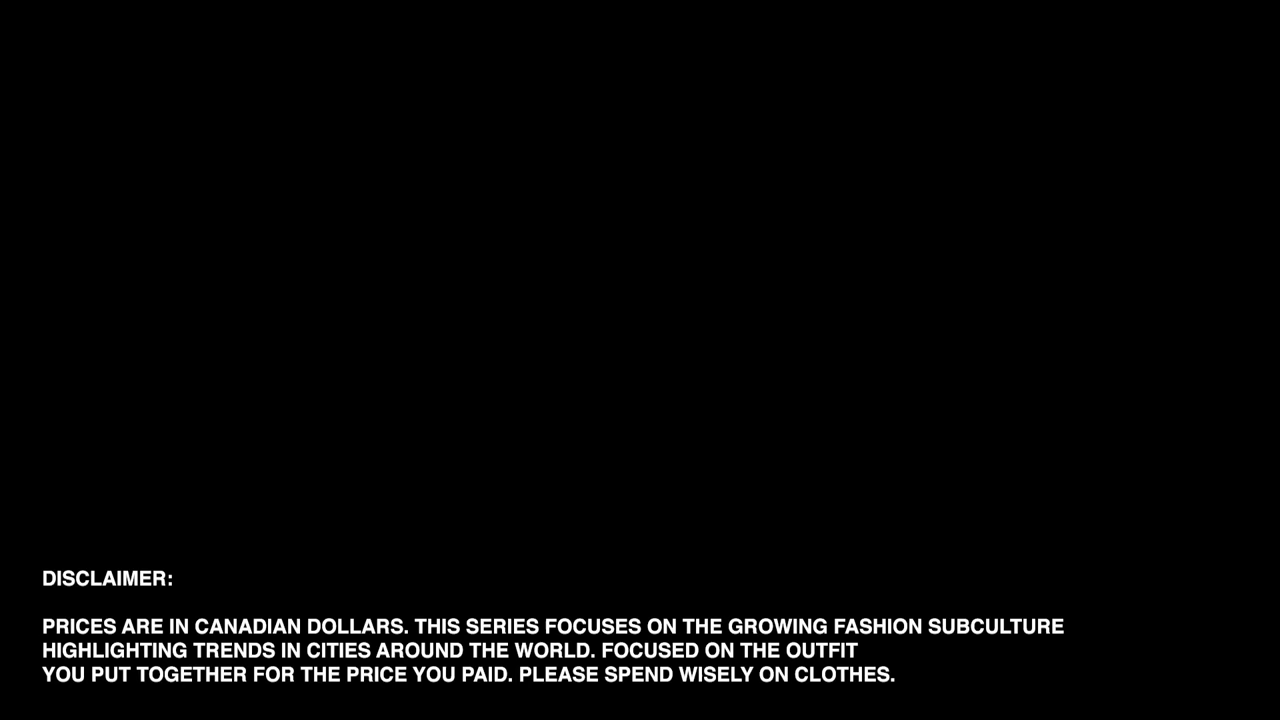 DISCLAIMER:
PRICES ARE IN CANADIAN DOLLARS. THIS SERIES FOCUSES ON THE GROWING FASHION SUBCULTURE
HIGHLIGHTING TRENDS IN CITIES AROUND THE WORLD. FOCUSED ON THE OUTFIT
YOU PUT TOGETHER FOR THE PRICE YOU PAID. PLEASE SPEND WISELY ON CLOTHES.